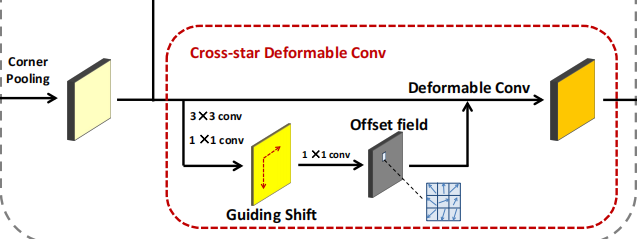 Corner
Pooling
Cross-star Deformable Conv
Deformable Conv
3×3 conv
1×1 conv
Offset field
1×1 conv
Guiding Shift